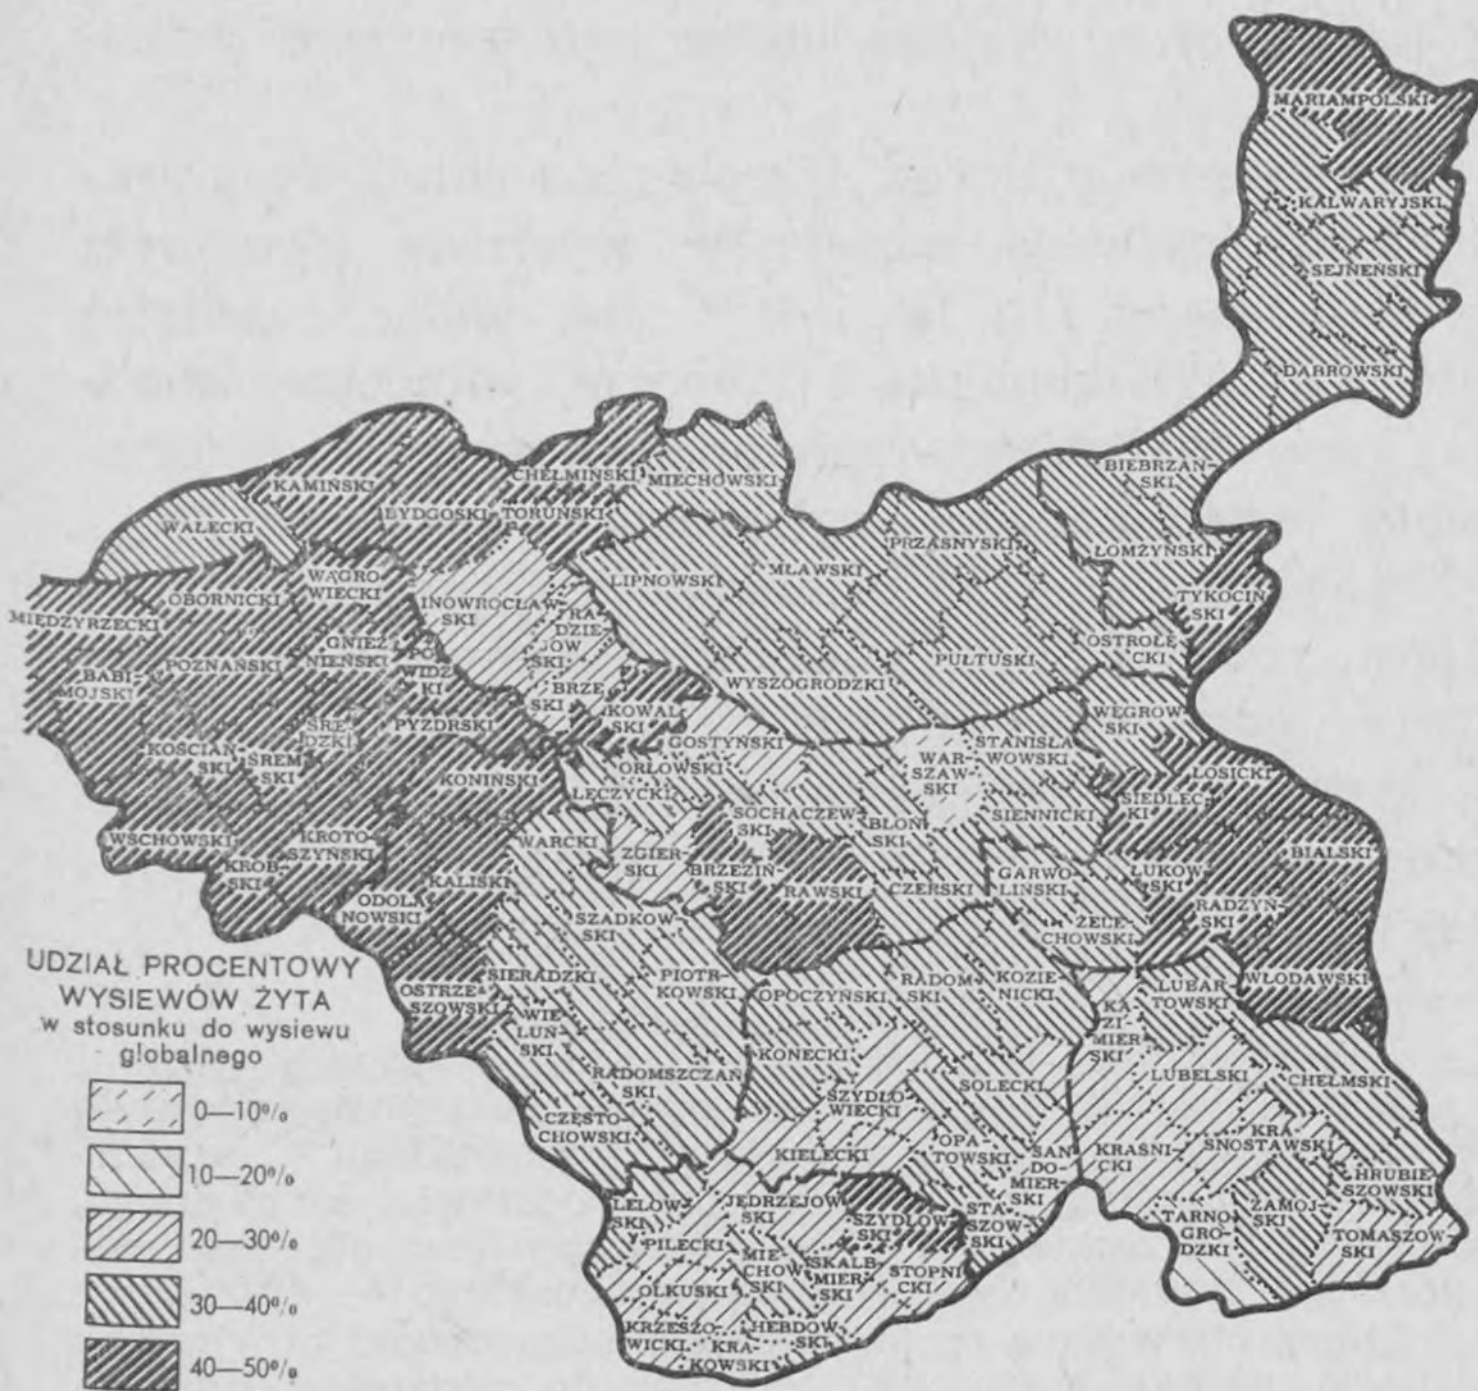 MARIAMPOLSKI
KALWARYJSKI
SEJNEŃSKI
DĄBROWSKI
BIEBRZAŃ-
SKI
ŁOMŻYŃSKI
TYKOCIŃ
SKI
OSTROŁĘ
CKI
CHEŁMIŃSKI
MIECHOWSKI
KAMIŃSKI
BYDGOSKI
TORUŃSKI
WAŁECKI
PRZASNYSKI
MŁAWSKI
LIPNOWSKI
WĄGRO
WIECKI
OBORNICKI
INOWROCŁAW
SKI
RA
DZIE
JÓW
SKI
MIĘDZYRZECKI
GNIEŹ
NIEŃSKI
PO
WIDZ
KI
POZNAŃSKI
BABI
MOJSKI
PUŁTUSKI
WYSZOGRODZKI
BRZE
SKI
KOWAL
SKI
PYZDRSKI
ŚRE
DZKI
KOŚCIAŃ
SKI
ŚREM
SKI
WĘGROW
SKI
GOSTYŃSKI
ORŁOWSKI
WAR-
SZAW-
SKI
STANISŁA
WOWSKI
ŁOSICKI
KONIŃSKI
ŁĘCZYCKI
SOCHACZEW
SKI
BŁOŃ
SKI
SIENNICKI
SIEDLEC
KI
WSCHOWSKI
KROTO
SZYŃSKI
KROB
SKI
WARCKI
ZGIER-
SKI
BRZEZIŃ-
SKI
RAWSKI
CZERSKI
GARWO
LIŃSKI
ŁUKOW
SKI
BIALSKI
KALISKI
ODOLA
NOWSKI
SZADKOW
SKI
ŻELE-
CHOWSKI
RADZYŃ
SKI
SIERADZKI
PIOTR-
KOWSKI
OSTRZE
SZOWSKI
WIE
LUŃ-
SKI
OPOCZYŃSKI
RADOM
SKI
KOZIE
NICKI
LUBAR
TOWSKI
WŁODAWSKI
KA
ZI-
MIER
SKI
KONECKI
RADOMSZCZAŃ
SKI
SZYDŁO
WIECKI
SOLECKI
LUBELSKI
CHEŁMSKI
CZĘSTO-
CHOWSKI
KIELECKI
OPA-
TOWSKI
SAN
DO-
MIER-
SKI
KRAŚNI-
CKI
KRA
SNOSTAWSKI
HRUBIE-
SZOWSKI
LELOW
SKI
JĘDRZEJOW
SKI
SZYDŁOW
SKI
STA
SZOW-
SKI
TARNO
GRO-
DZKI
ZAMOJ-
SKI
TOMASZOW
SKI
PILECKI
MIE
CHOW
SKI
SKALB-
MIER-
SKI
STOPNI
CKI
OLKUSKI
KRZESZO-
WICKI
KRA-
KOWSKI
HEBDOW-
SKI
UDZIAŁ PROCENTOWY
WYSIEWÓW ŻYTA
w stosunku do wysiewu
globalnego
0—10%
10—20%
20—30%
30—40%
40—50%